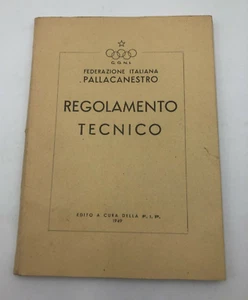 C.O.N.I.
FEDERAZIONE ITALIANA
PALLACANESTRO
REGOLAMENTO
TECNICO
EDITO A CURA DELLA F. I. P.